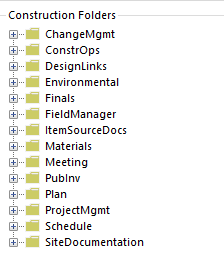 Construction Folders
ChangeMgmt
ConstrOps
DesignLinks
Environmental
Finals
FieldManager
ItemSourceDocs
Materials
Meeting
PubInv
Plan
ProjectMgmt
Schedule
SiteDocumentation